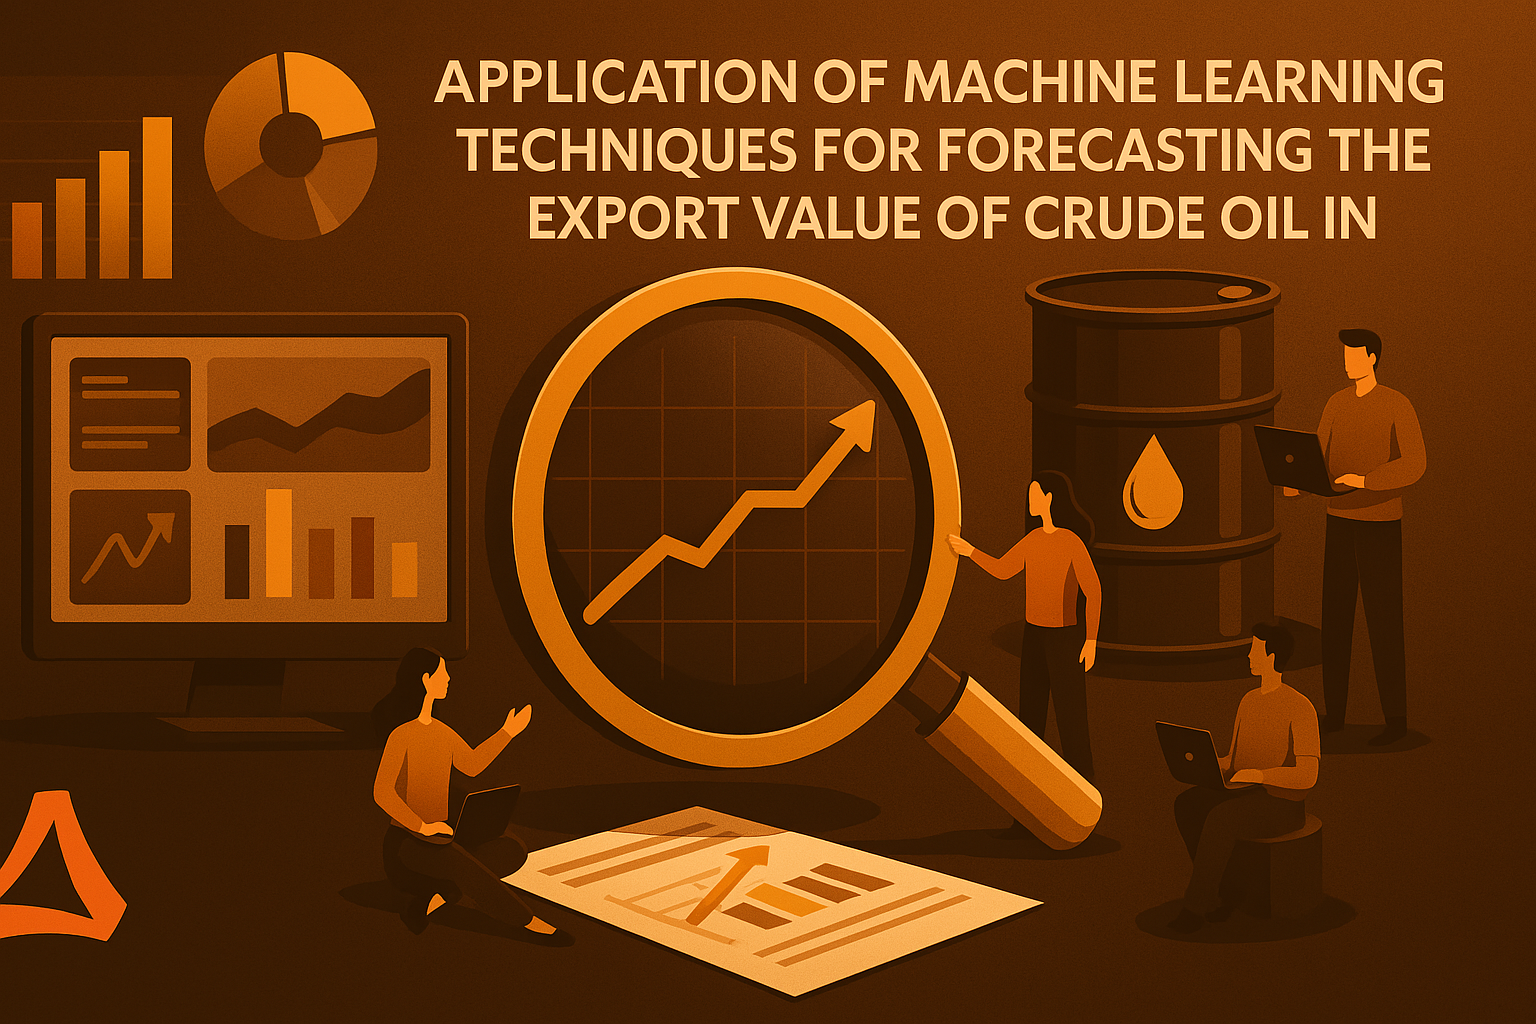 APPLICATION OF MACHINE LEARNING
TECHNIQUES FOR FORECASTING THE
EXPORT VALUE OF CRUDE OIL IN